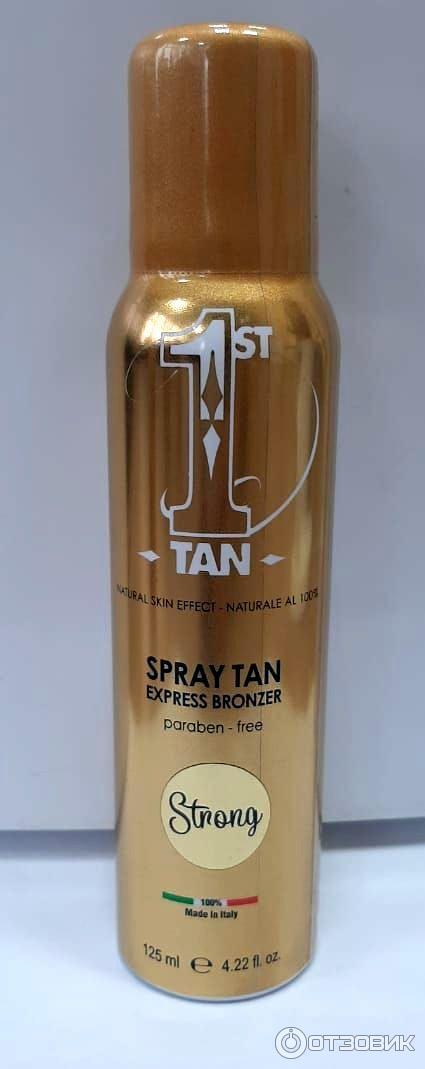 1ST
TAN
NATURAL SKIN EFFECT - NATURALE AL 100%
SPRAY TAN
EXPRESS BRONZER
paraben - free
Strong
100%
Made in Italy
125 ml ℮ 4.22 fl. oz.
ОТЗОВИК